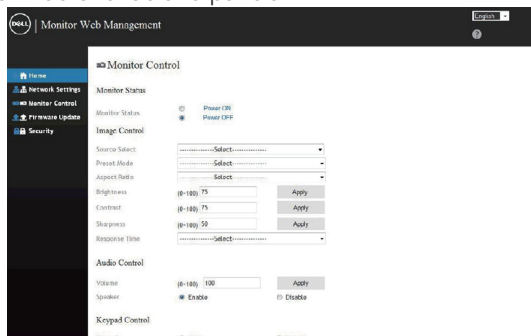 DELL Monitor Web Management
English
?
Home
Network Settings
Monitor Control
Firmware Update
Security
Monitor Control
Monitor Status
Monitor Status Power ON
Power OFF
Image Control
Source Select ---------------Select---------------
Preset Mode ---------------Select---------------
Aspect Ratio ---------------Select---------------
Brightness (0~100) 75 Apply
Contrast (0~100) 75 Apply
Sharpness (0~100) 50 Apply
Response Time ---------------Select---------------
Audio Control
Volume (0~100) 100 Apply
Speaker Enable Disable
Keypad Control